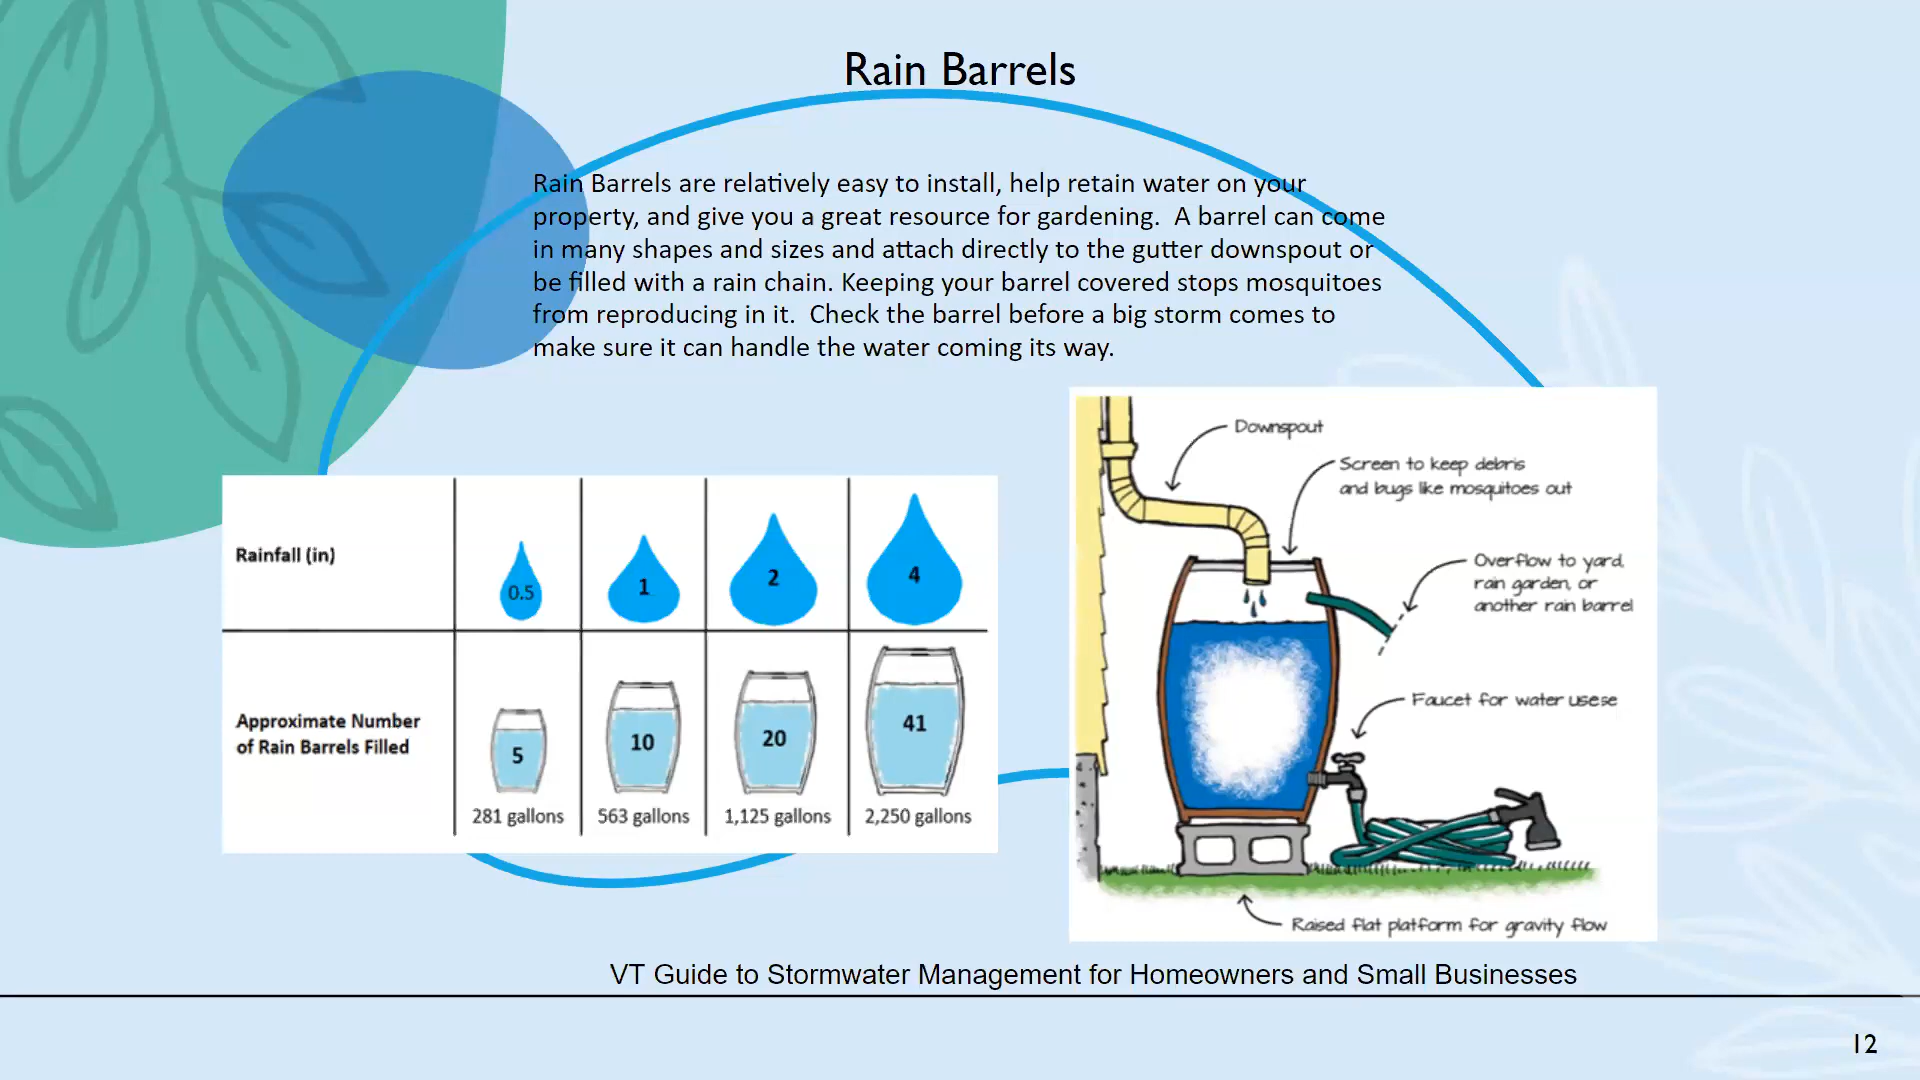 Rain Barrels
Rain Barrels are relatively easy to install, help retain water on your
property, and give you a great resource for gardening.  A barrel can come
in many shapes and sizes and attach directly to the gutter downspout or
be filled with a rain chain. Keeping your barrel covered stops mosquitoes
from reproducing in it.  Check the barrel before a big storm comes to
make sure it can handle the water coming its way.
Rainfall (in)
0.5
1
2
4
Approximate Number
of Rain Barrels Filled
5
10
20
41
281 gallons
563 gallons
1,125 gallons
2,250 gallons
Downspout
Screen to keep debris
and bugs like mosquitoes out
Overflow to yard,
rain garden, or
another rain barrel
Faucet for water usese
Raised flat platform for gravity flow
VT Guide to Stormwater Management for Homeowners and Small Businesses
12